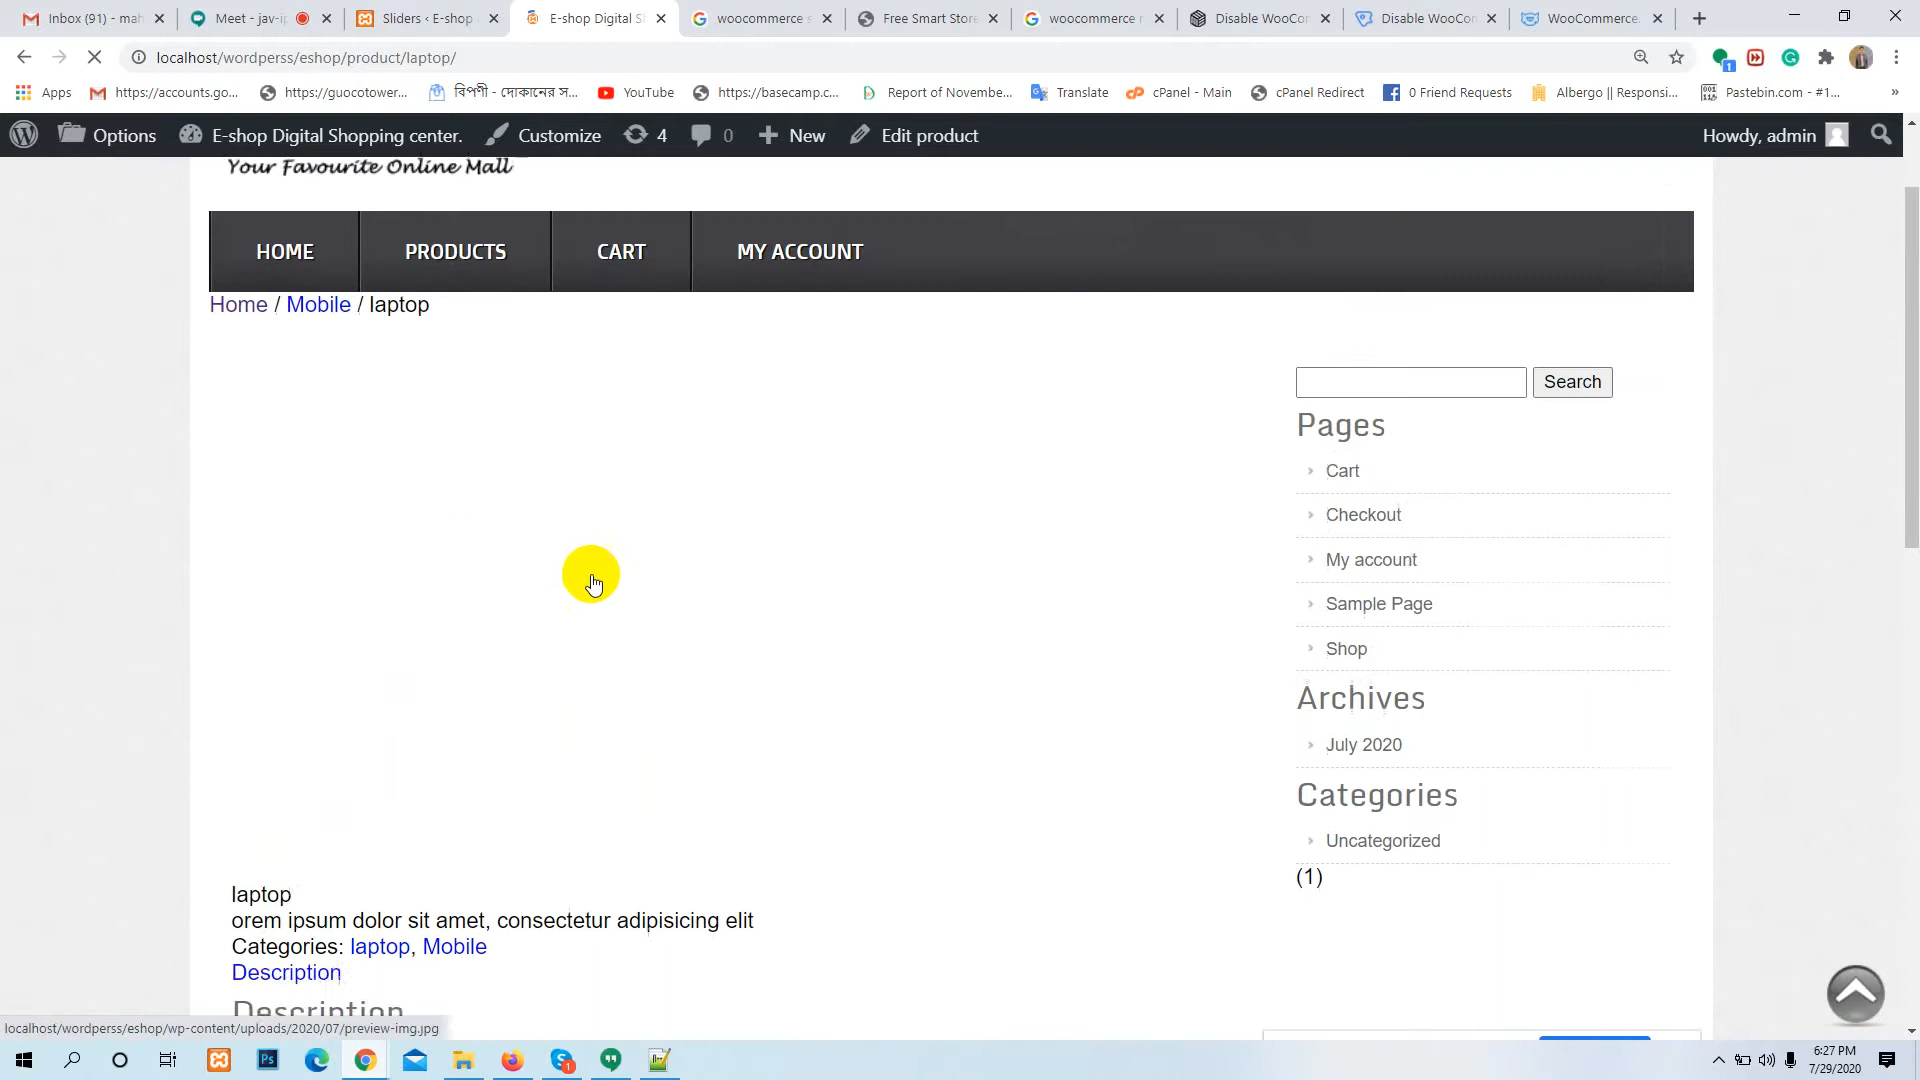 Inbox (91) - mah
Meet - jav-i
Sliders ‹ E-shop
E-shop Digital S
woocommerce s
Free Smart Store
woocommerce r
Disable WooCom
Disable WooCom
WooCommerce
localhost/wordperss/eshop/product/laptop/
1
Apps
https://accounts.go...
https://guocotower...
বিপণী - দোকানের স...
YouTube
https://basecamp.c...
Report of Novembe...
Translate
cPanel - Main
cPanel Redirect
0 Friend Requests
Albergo || Responsi...
Pastebin.com - #1...
»
Options
E-shop Digital Shopping center.
Customize
4
0
New
Edit product
Howdy, admin
Your Favourite Online Mall
HOME
PRODUCTS
CART
MY ACCOUNT
Home / Mobile / laptop
Search
Pages
Cart
Checkout
My account
Sample Page
Shop
Archives
July 2020
Categories
Uncategorized
(1)
laptop
orem ipsum dolor sit amet, consectetur adipisicing elit
Categories: laptop, Mobile
Description
Description
localhost/wordperss/eshop/wp-content/uploads/2020/07/preview-img.jpg
6:27 PM
7/29/2020